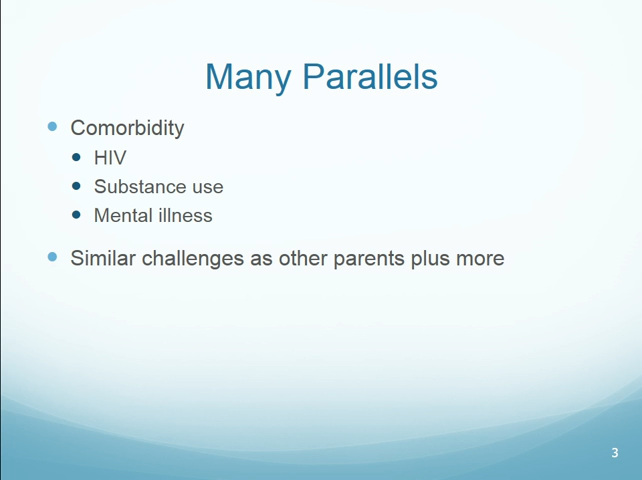 Many Parallels
Comorbidity
HIV
Substance use
Mental illness
Similar challenges as other parents plus more
3